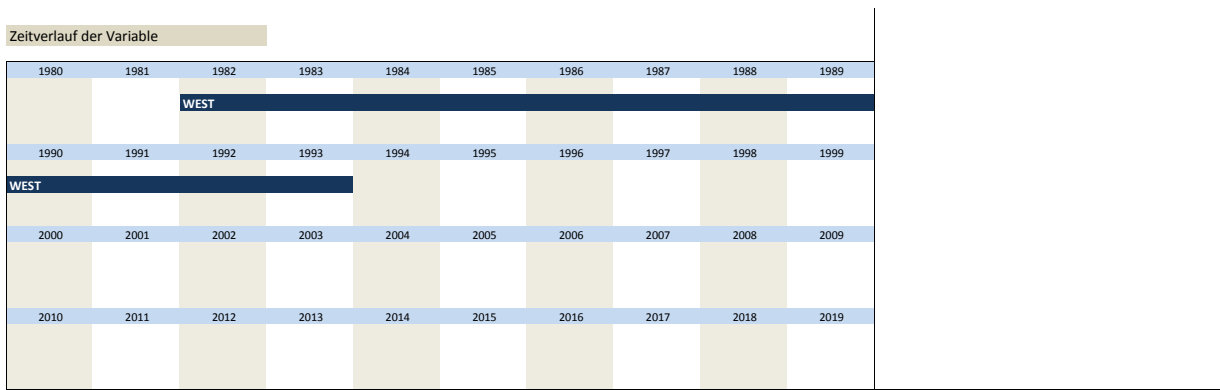 Zeitverlauf der Variable
1980 1981 1982 1983 1984 1985 1986 1987 1988 1989
WEST
1990 1991 1992 1993 1994 1995 1996 1997 1998 1999
WEST
2000 2001 2002 2003 2004 2005 2006 2007 2008 2009
2010 2011 2012 2013 2014 2015 2016 2017 2018 2019